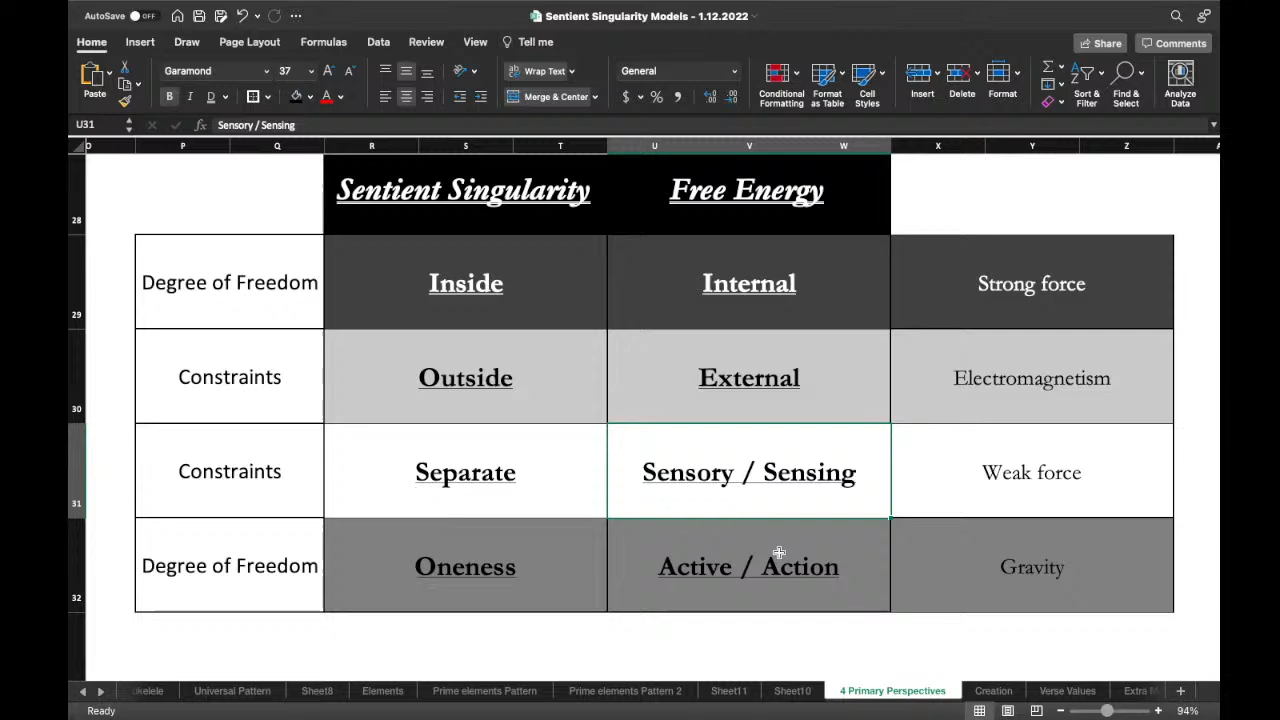 AutoSave OFF Sentient Singularity Models - 1.12.2022
Home Insert Draw Page Layout Formulas Data Review View Tell me Share Comments
Paste Garamond 37 A A Wrap Text General Conditional Formatting Format as Table Cell Styles Insert Delete Format Sort & Filter Find & Select Analyze Data
B I D A Merge & Center $ %
U31 fx Sensory / Sensing
P Q R S T U V W X Y Z
28 Sentient Singularity Free Energy
29 Degree of Freedom Inside Internal Strong force
30 Constraints Outside External Electromagnetism
31 Constraints Separate Sensory / Sensing Weak force
32 Degree of Freedom Oneness Active / Action Gravity
Universal Pattern Sheet8 Elements Prime elements Pattern Prime elements Pattern 2 Sheet11 Sheet10 4 Primary Perspectives Creation Verse Values Extra
Ready 94%